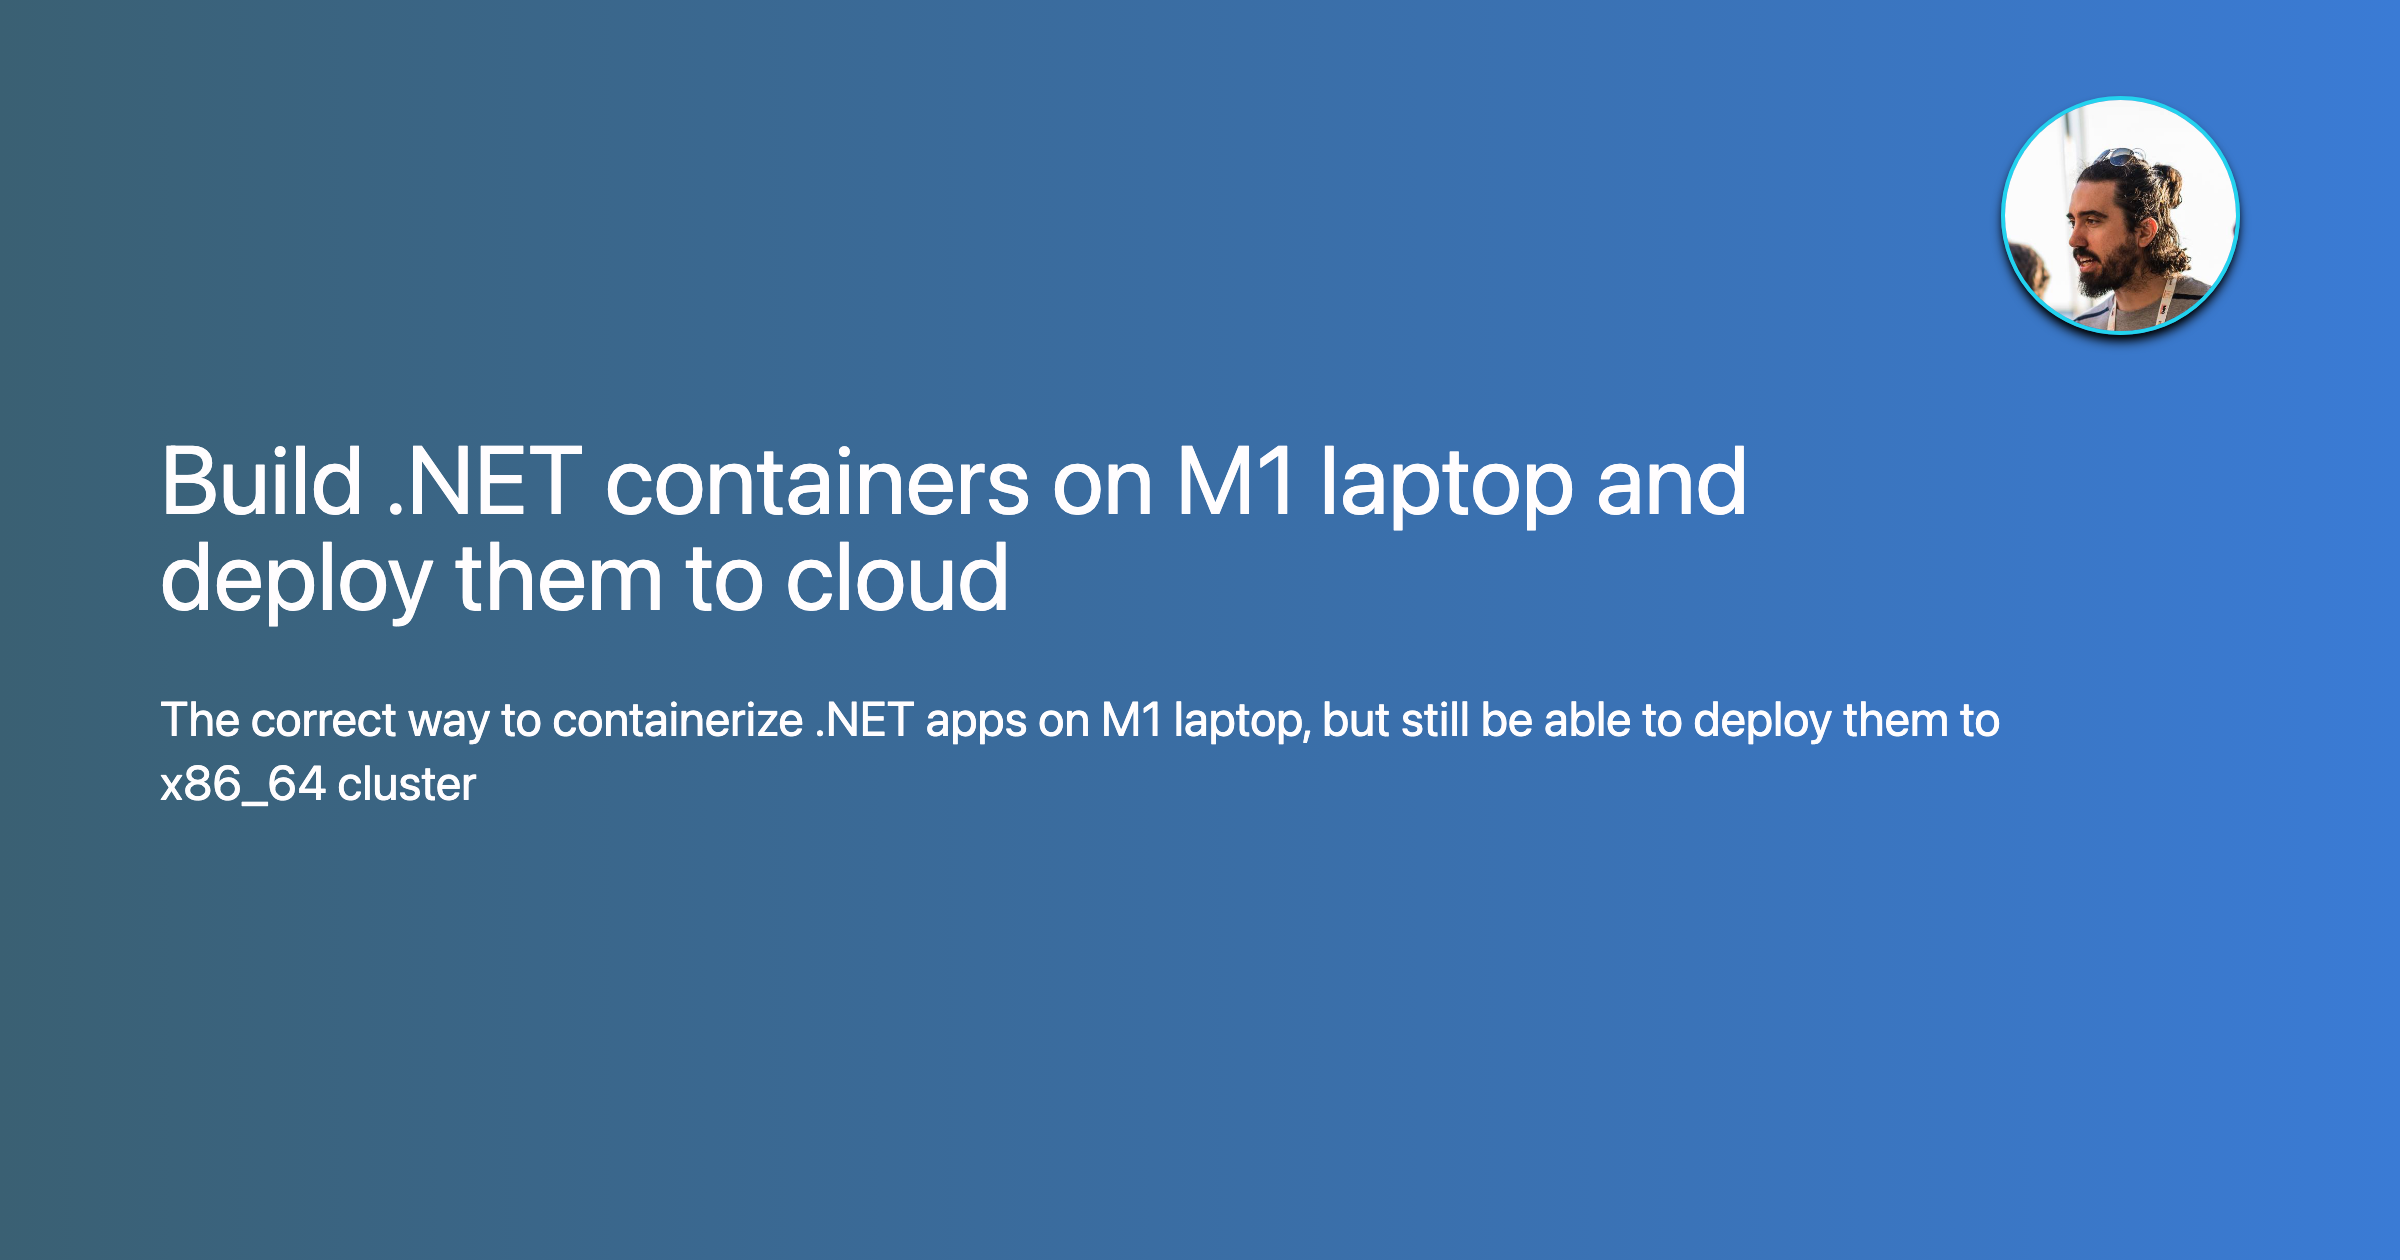 Build .NET containers on M1 laptop and
deploy them to cloud
The correct way to containerize .NET apps on M1 laptop, but still be able to deploy them to
x86_64 cluster